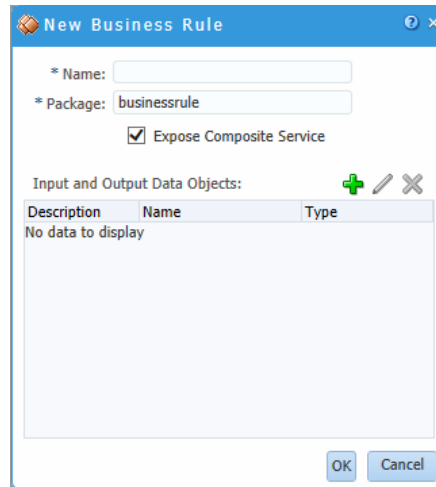 New Business Rule
* Name:
* Package: businessrule
Expose Composite Service
Input and Output Data Objects:
Description Name Type
No data to display
OK Cancel